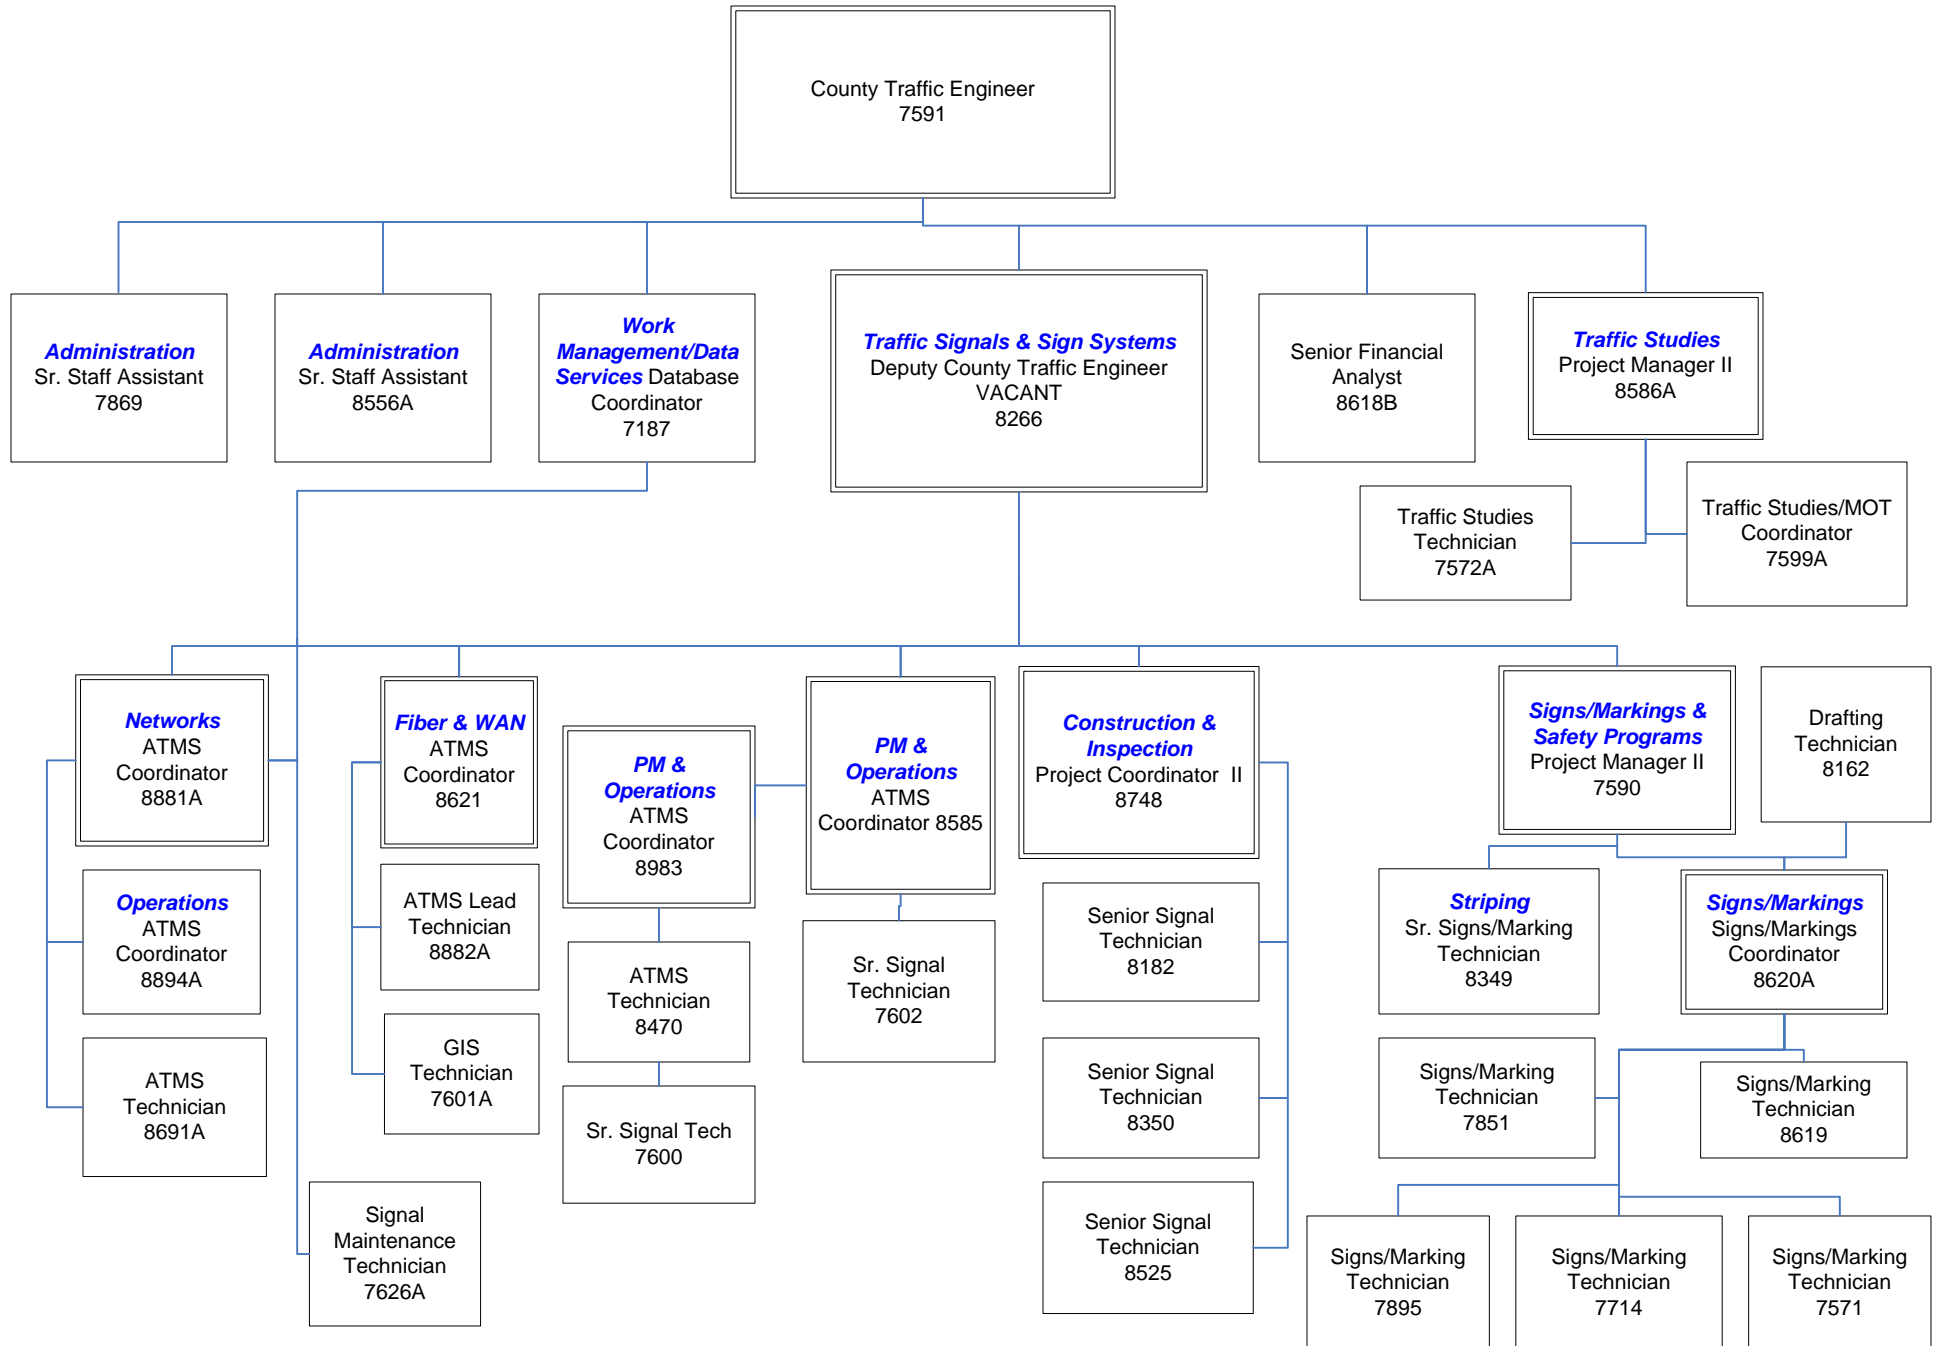 County Traffic Engineer
7591
Administration
Sr. Staff Assistant
7869
Administration
Sr. Staff Assistant
8556A
Work
Management/Data
Services Database
Coordinator
7187
Traffic Signals & Sign Systems
Deputy County Traffic Engineer
VACANT
8266
Senior Financial
Analyst
8618B
Traffic Studies
Project Manager II
8586A
Traffic Studies
Technician
7572A
Traffic Studies/MOT
Coordinator
7599A
Networks
ATMS
Coordinator
8881A
Fiber & WAN
ATMS
Coordinator
8621
PM &
Operations
ATMS
Coordinator
8983
PM &
Operations
ATMS
Coordinator 8585
Construction &
Inspection
Project Coordinator  II
8748
Signs/Markings &
Safety Programs
Project Manager II
7590
Drafting
Technician
8162
Operations
ATMS
Coordinator
8894A
ATMS Lead
Technician
8882A
ATMS
Technician
8470
Sr. Signal
Technician
7602
Senior Signal
Technician
8182
Striping
Sr. Signs/Marking
Technician
8349
Signs/Markings
Signs/Markings
Coordinator
8620A
ATMS
Technician
8691A
GIS
Technician
7601A
Sr. Signal Tech
7600
Senior Signal
Technician
8350
Signs/Marking
Technician
7851
Signs/Marking
Technician
8619
Signal
Maintenance
Technician
7626A
Senior Signal
Technician
8525
Signs/Marking
Technician
7895
Signs/Marking
Technician
7714
Signs/Marking
Technician
7571